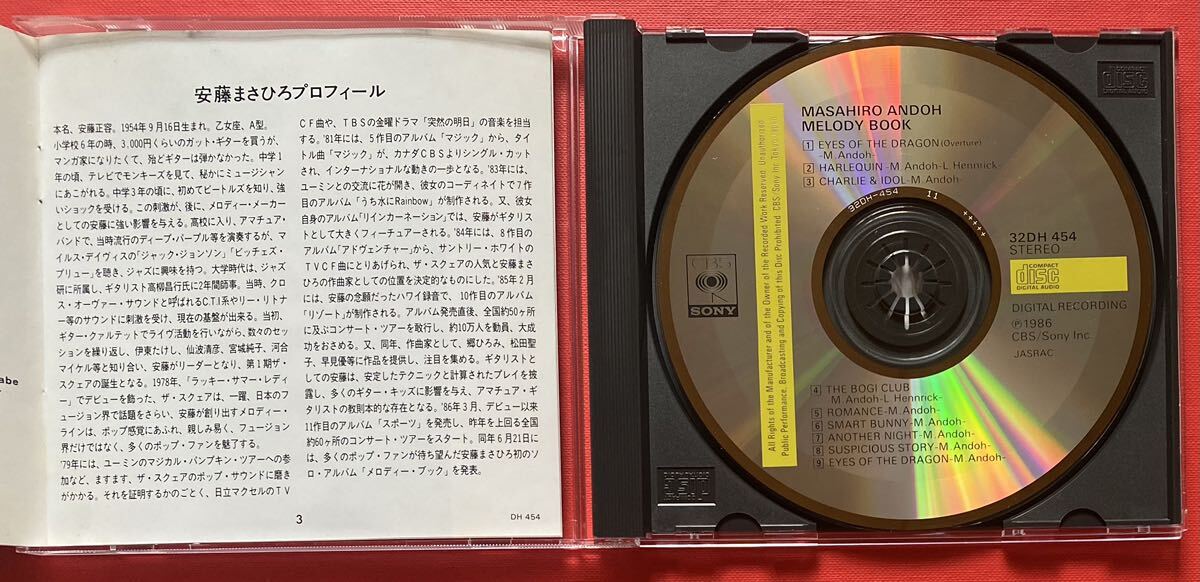 安藤まさひろプロフィール
本名、安藤正容。1954年9月16日生まれ。乙女座、A型。
小学校6年の時、3,000円くらいのガット・ギターを買うが、
マンガ家になりたくて、殆どギターは弾かなかった。中学1
年の頃、テレビでモンキーズを見て、秘かにミュージシャン
にあこがれる。中学3年の頃に、初めてビートルズを知り、強
いショックを受ける。この刺激が、後に、メロディー・メーカー
としての安藤に強い影響を与える。高校に入り、アマチュア・
バンドで、当時流行のディープ・パープル等を演奏するが、マ
イルス・デイヴィスの「ジャック・ジョンソン」「ビッチェズ・
ブリュー」を聴き、ジャズに興味を持つ。大学時代は、ジャズ
研に所属し、ギタリスト高柳昌行氏に2年間師事。当時、クロ
ス・オーヴァー・サウンドと呼ばれるC.T.I系やリー・リトナ
ー等のサウンドに刺激を受け、現在の基盤が出来る。当初、
ギター・クァルテットでライヴ活動を行いながら、数々のセッ
ションを繰り返し、伊東たけし、仙波清彦、宮城純子、河合
マイケル等と知り合い、安藤がリーダーとなり、第1期ザ・
スクェアの誕生となる。1978年、「ラッキー・サマー・レデ
ィー」でデビューを飾った、ザ・スクェアは、一躍、日本のフ
ュージョン界で話題をさらい、安藤が創り出すメロディー・
ラインは、ポップ感覚にあふれ、親しみ易く、フュージョン
界だけではなく、多くのポップ・ファンを魅了する。
'79年には、ユーミンのマジカル・パンプキン・ツアーへの参
加など、ますます、ザ・スクェアのポップ・サウンドに磨き
がかかる。それを証明するかのごとく、日立マクセルのTV
CF曲や、TBSの金曜ドラマ「突然の明日」の音楽を担当
する。'81年には、5作目のアルバム「マジック」から、タイ
トル曲「マジック」が、カナダCBSよりシングル・カット
され、インターナショナルな動きの一歩となる。'83年には、
ユーミンとの交流に花が開き、彼女のコーディネイトで7作
目のアルバム「うち水にRainbow」が制作される。又、彼女
自身のアルバム「リインカーネーション」では、安藤がギタリス
トとして大きくフィーチュアーされる。'84年には、8作目の
アルバム「アドヴェンチャー」から、サントリー・ホワイトの
TVCF曲にとりあげられ、ザ・スクェアの人気と安藤まさ
ひろの作曲家としての位置を決定的なものにした。'85年2月
には、安藤の念願だったハワイ録音で、10作目のアルバム
「リゾート」が制作される。アルバム発売直後、全国約50ヶ所
に及ぶコンサート・ツアーを敢行し、約10万人を動員、大成
功をおさめる。又、同年、作曲家として、郷ひろみ、松田聖
子、早見優等に作品を提供し、注目を集める。ギタリストと
しての安藤は、安定したテクニックと計算されたプレイを披
露し、多くのギター・キッズに影響を与え、アマチュア・ギ
タリストの教則本的な存在となる。'86年3月、デビュー以来
11作目のアルバム「スポーツ」を発売し、昨年を上回る全国
約60ヶ所のコンサート・ツアーをスタート。同年6月21日に
は、多くのポップ・ファンが待ち望んだ安藤まさひろ初のソ
ロ・アルバム「メロディー・ブック」を発表。
abe
3
DH 454
MASAHIRO ANDOH
MELODY BOOK
1 EYES OF THE DRAGON (Overture)
-M.Andoh-
2 HARLEQUIN -M.Andoh-L Hennrick-
3 CHARLIE & IDOL -M.Andoh-
32DH-454 11 +++++
All Rights of the Manufacturer and of the Owner of the Recorded Work Reserved. Unauthorized
Public Performance, Broadcasting and Copying of this Disc Prohibited. CBS/Sony Inc. Tokyo Japan
CBS
SONY
32DH 454
STEREO
COMPACT
disc
DIGITAL AUDIO
DIGITAL RECORDING
Ⓟ1986
CBS/Sony Inc.
JASRAC
4 THE BOGI CLUB
-M.Andoh-L Hennrick-
5 ROMANCE-M.Andoh-
6 SMART BUNNY-M.Andoh-
7 ANOTHER NIGHT-M.Andoh-
8 SUSPICIOUS STORY-M.Andoh-
9 EYES OF THE DRAGON-M.Andoh-
COMPACT
disc
DIGITAL AUDIO